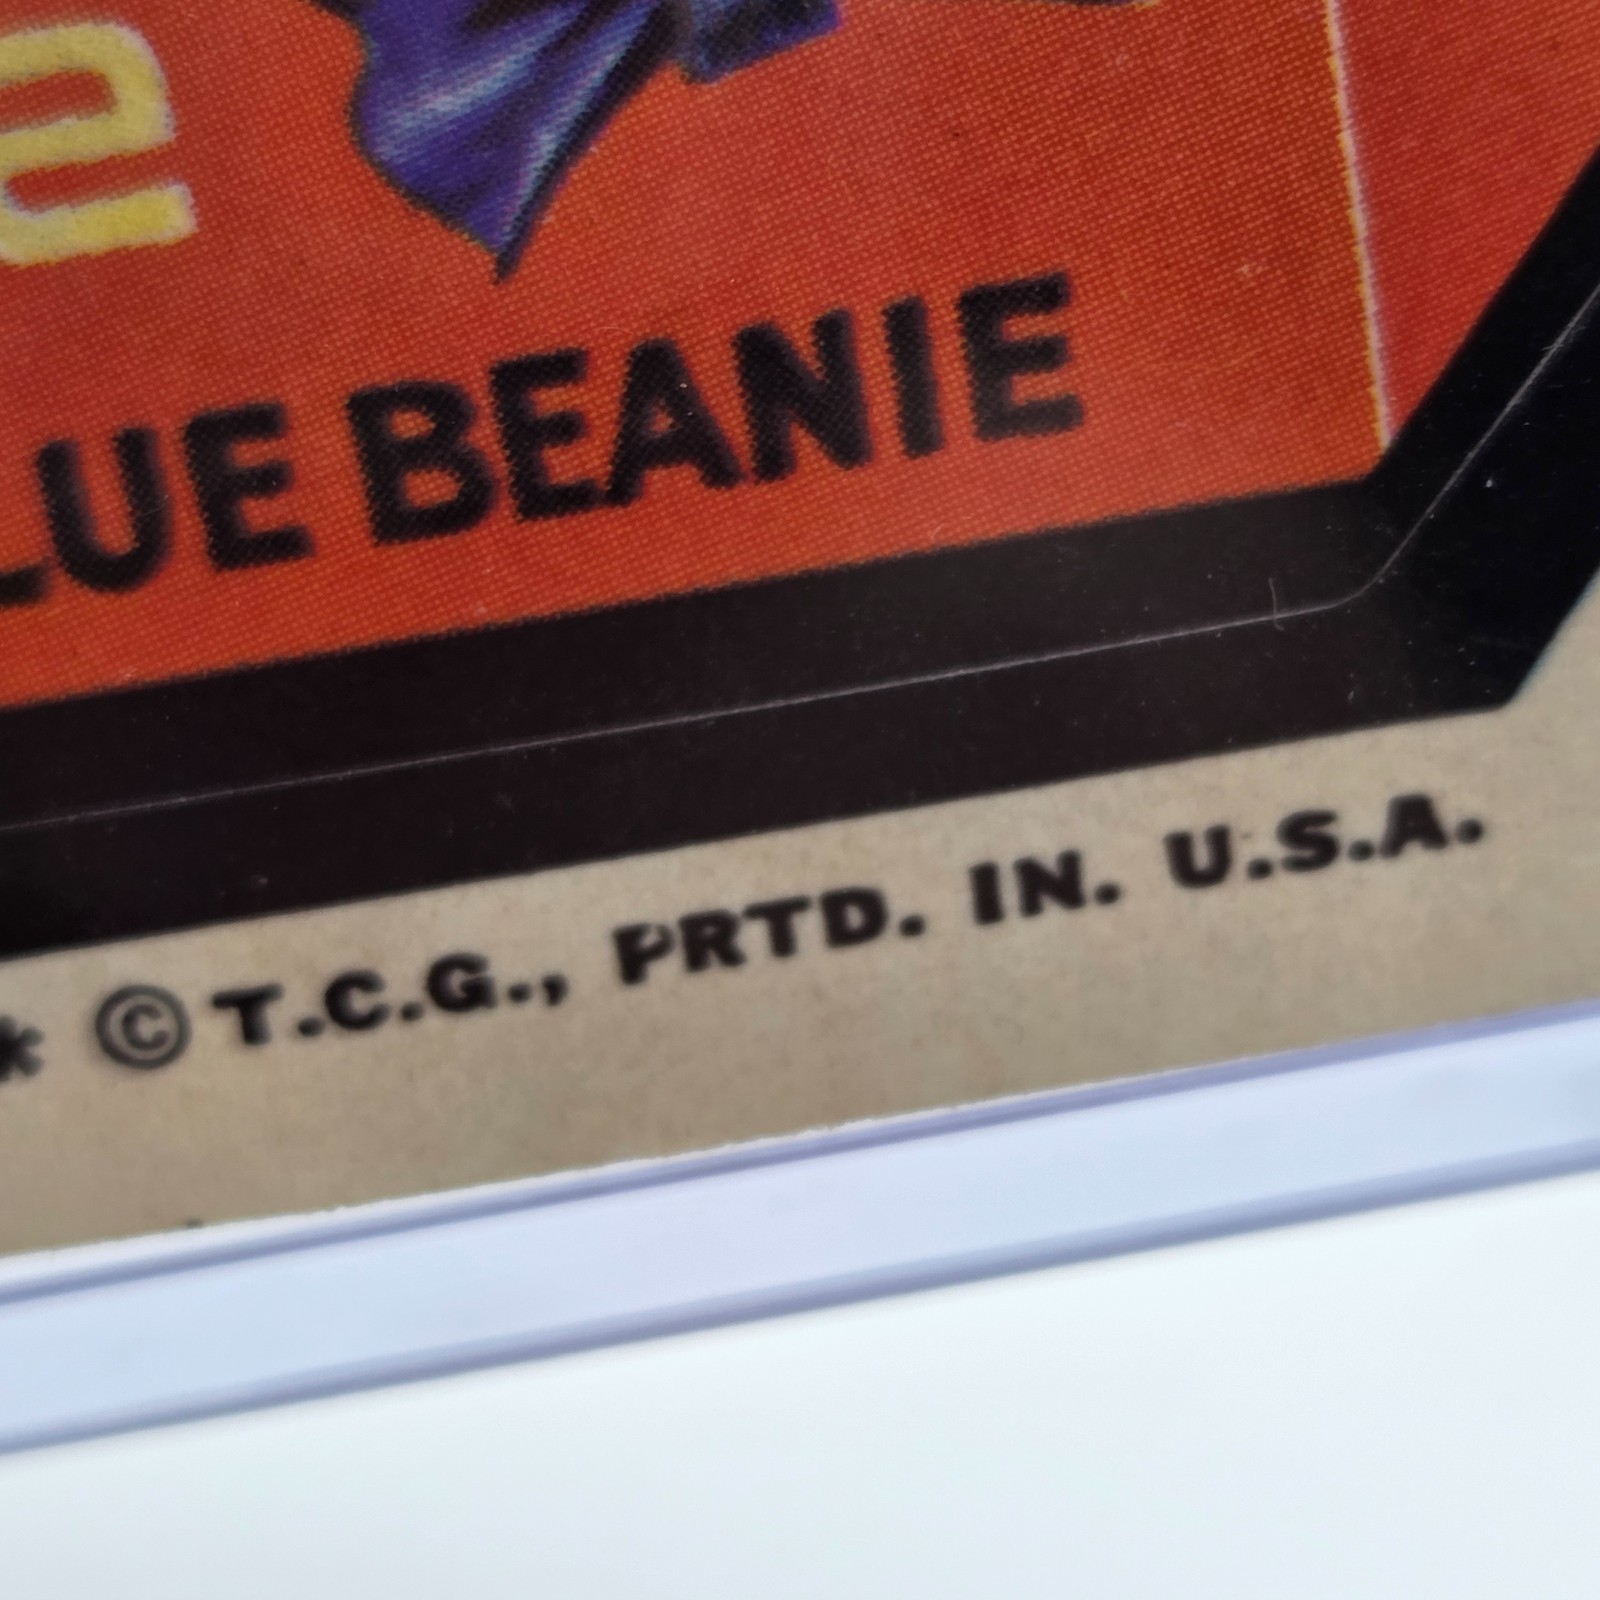 LUE BEANIE
* © T.C.G., PRTD. IN. U.S.A.